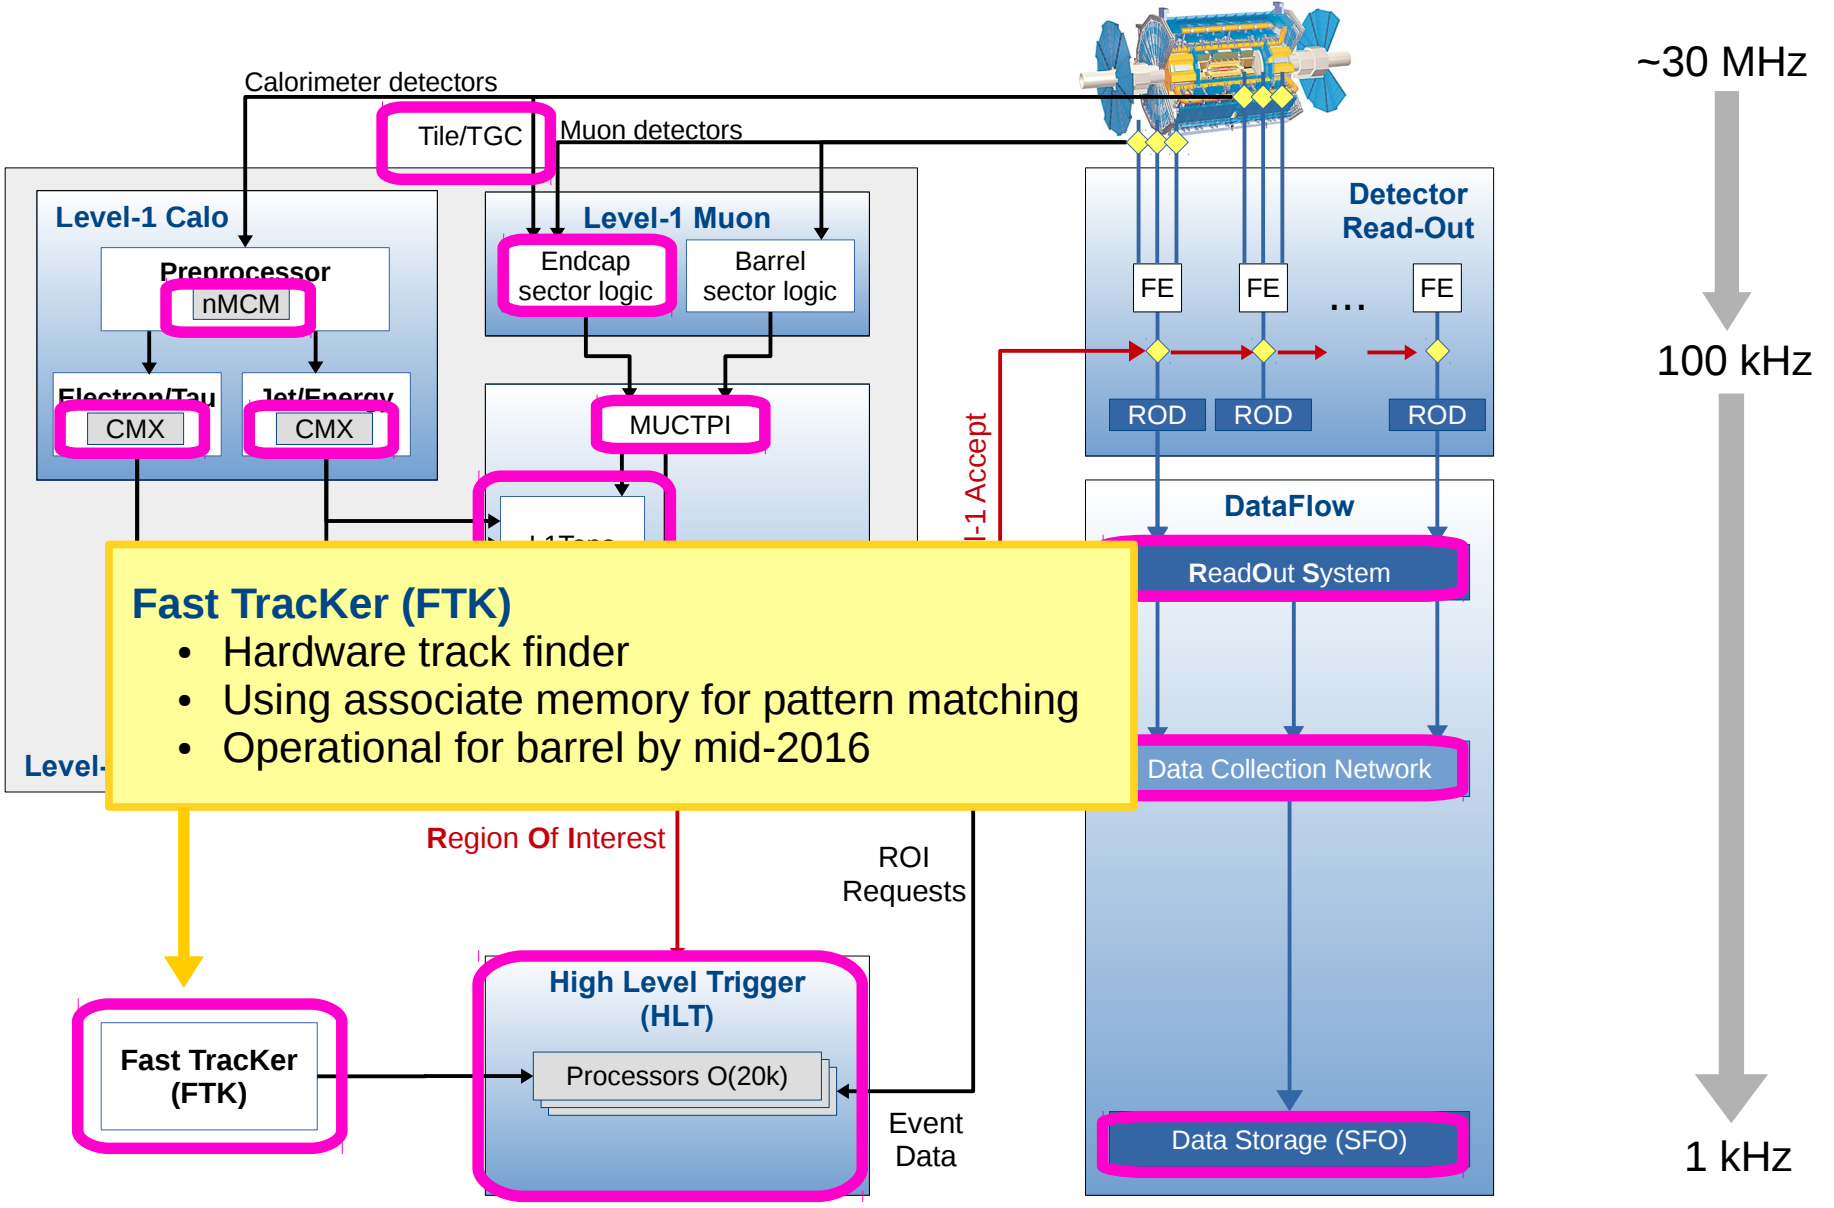 ~30 MHz
Calorimeter detectors
Tile/TGC
Muon detectors
Level-1 Calo
Level-1 Muon
Detector
Read-Out
Preprocessor
nMCM
Endcap
sector logic
Barrel
sector logic
FE
FE
...
FE
100 kHz
Electron/Tau
CMX
Jet/Energy
CMX
MUCTPI
ROD
ROD
ROD
-1 Accept
DataFlow
ReadOut System
Fast TracKer (FTK)
• Hardware track finder
• Using associate memory for pattern matching
• Operational for barrel by mid-2016
Level-
Data Collection Network
Region Of Interest
ROI
Requests
High Level Trigger
(HLT)
Fast TracKer
(FTK)
Processors O(20k)
Event
Data
Data Storage (SFO)
1 kHz